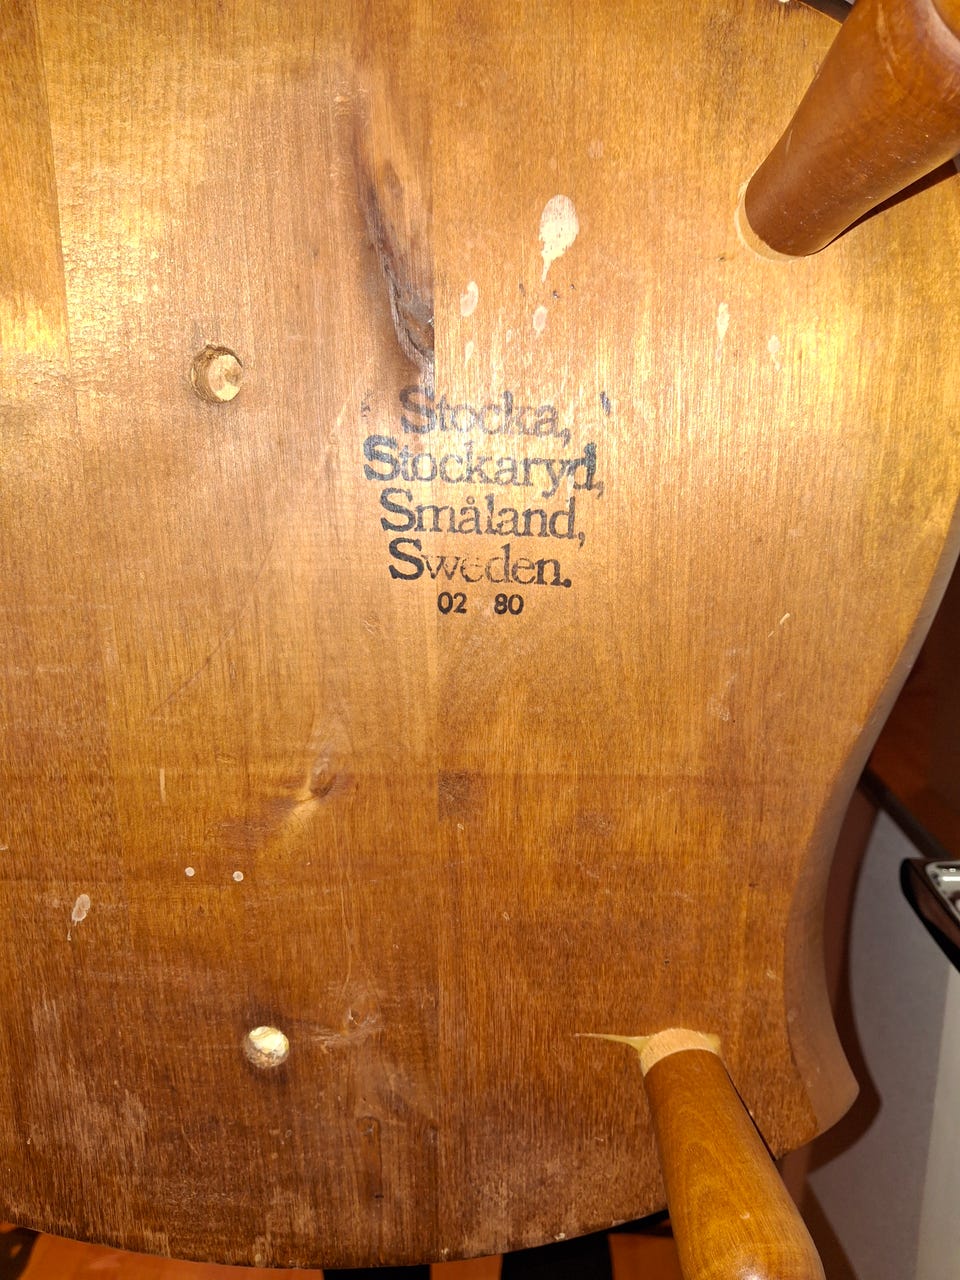 Stocka,
Stockaryd,
Småland,
Sweden.
02 80